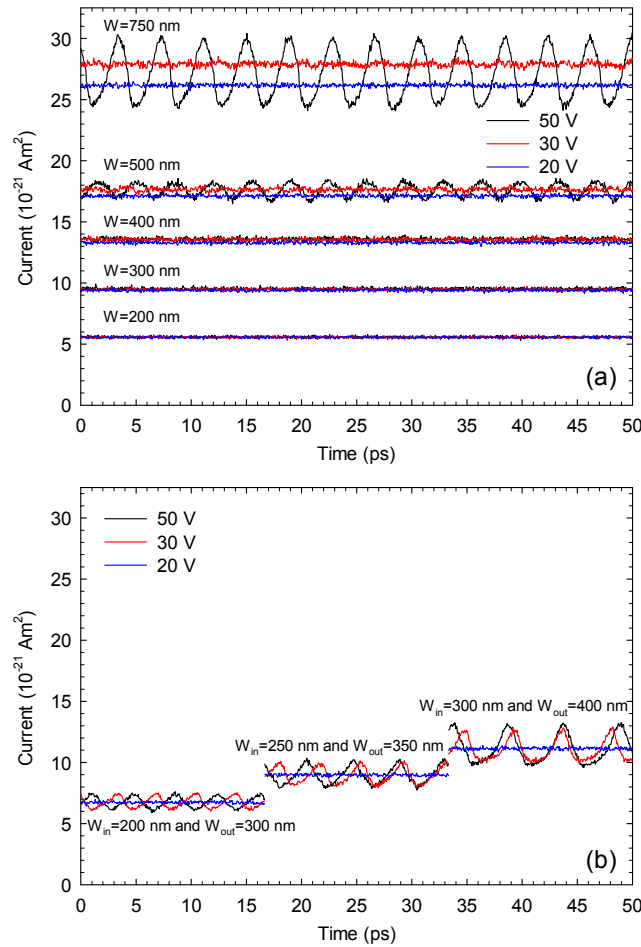 W=750 nm
50 V
30 V
20 V
W=500 nm
W=400 nm
W=300 nm
W=200 nm
(a)
Current (10⁻²¹ Am²)
0
5
10
15
20
25
30
0 5 10 15 20 25 30 35 40 45 50
Time (ps)
50 V
30 V
20 V
W_in=300 nm and W_out=400 nm
W_in=250 nm and W_out=350 nm
W_in=200 nm and W_out=300 nm
(b)
Current (10⁻²¹ Am²)
0
5
10
15
20
25
30
0 5 10 15 20 25 30 35 40 45 50
Time (ps)